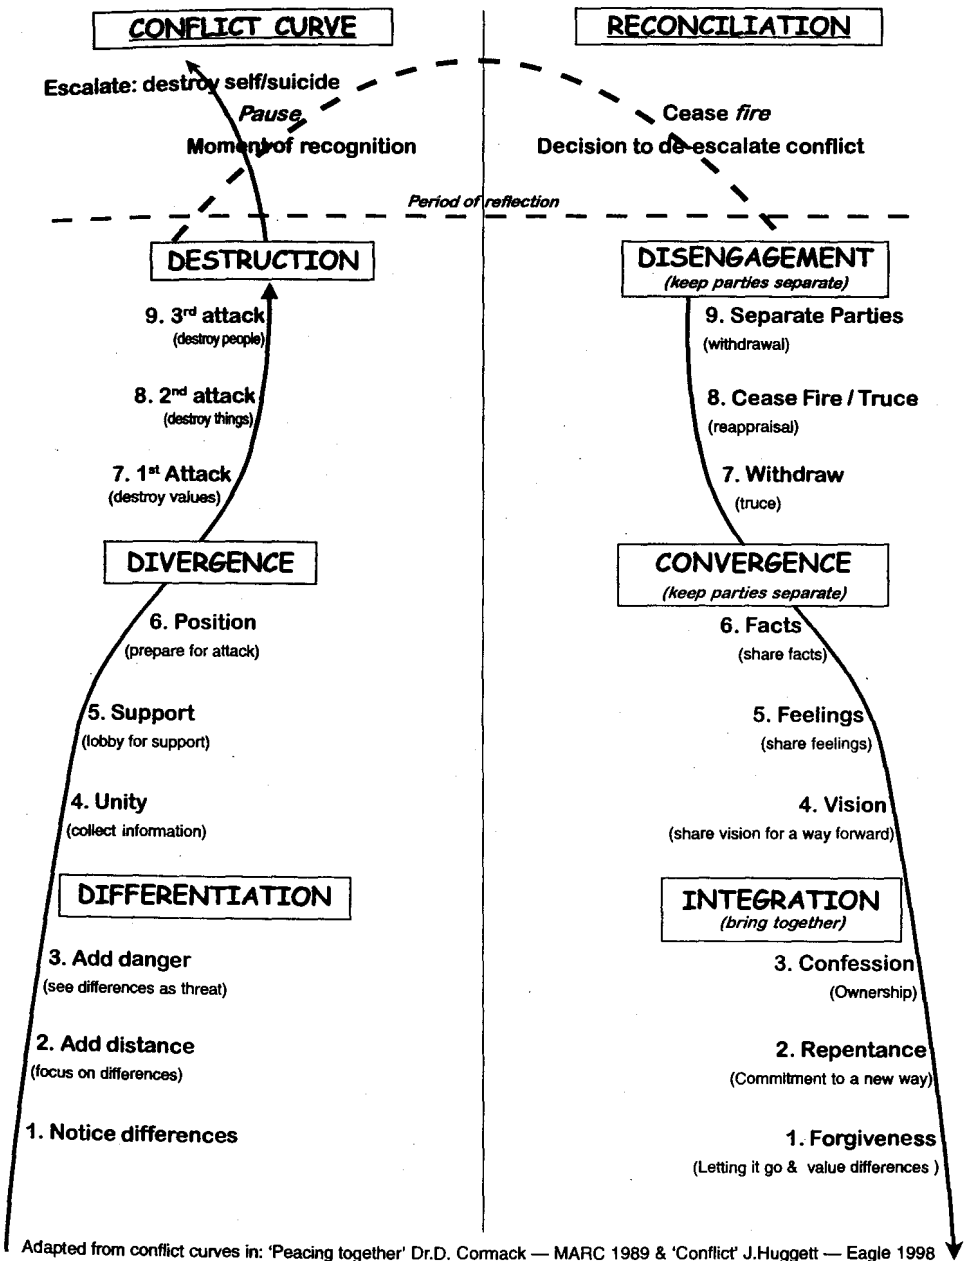 CONFLICT CURVE
Escalate: destroy self/suicide
Pause
Moment of recognition
RECONCILIATION
Cease fire
Decision to de-escalate conflict
Period of reflection
DESTRUCTION
9. 3rd attack
(destroy people)
8. 2nd attack
(destroy things)
7. 1st Attack
(destroy values)
DIVERGENCE
6. Position
(prepare for attack)
5. Support
(lobby for support)
4. Unity
(collect information)
DIFFERENTIATION
3. Add danger
(see differences as threat)
2. Add distance
(focus on differences)
1. Notice differences
DISENGAGEMENT
(keep parties separate)
9. Separate Parties
(withdrawal)
8. Cease Fire / Truce
(reappraisal)
7. Withdraw
(truce)
CONVERGENCE
(keep parties separate)
6. Facts
(share facts)
5. Feelings
(share feelings)
4. Vision
(share vision for a way forward)
INTEGRATION
(bring together)
3. Confession
(Ownership)
2. Repentance
(Commitment to a new way)
1. Forgiveness
(Letting it go & value differences )
Adapted from conflict curves in: 'Peacing together' Dr.D. Cormack — MARC 1989 & 'Conflict' J.Huggett — Eagle 1998